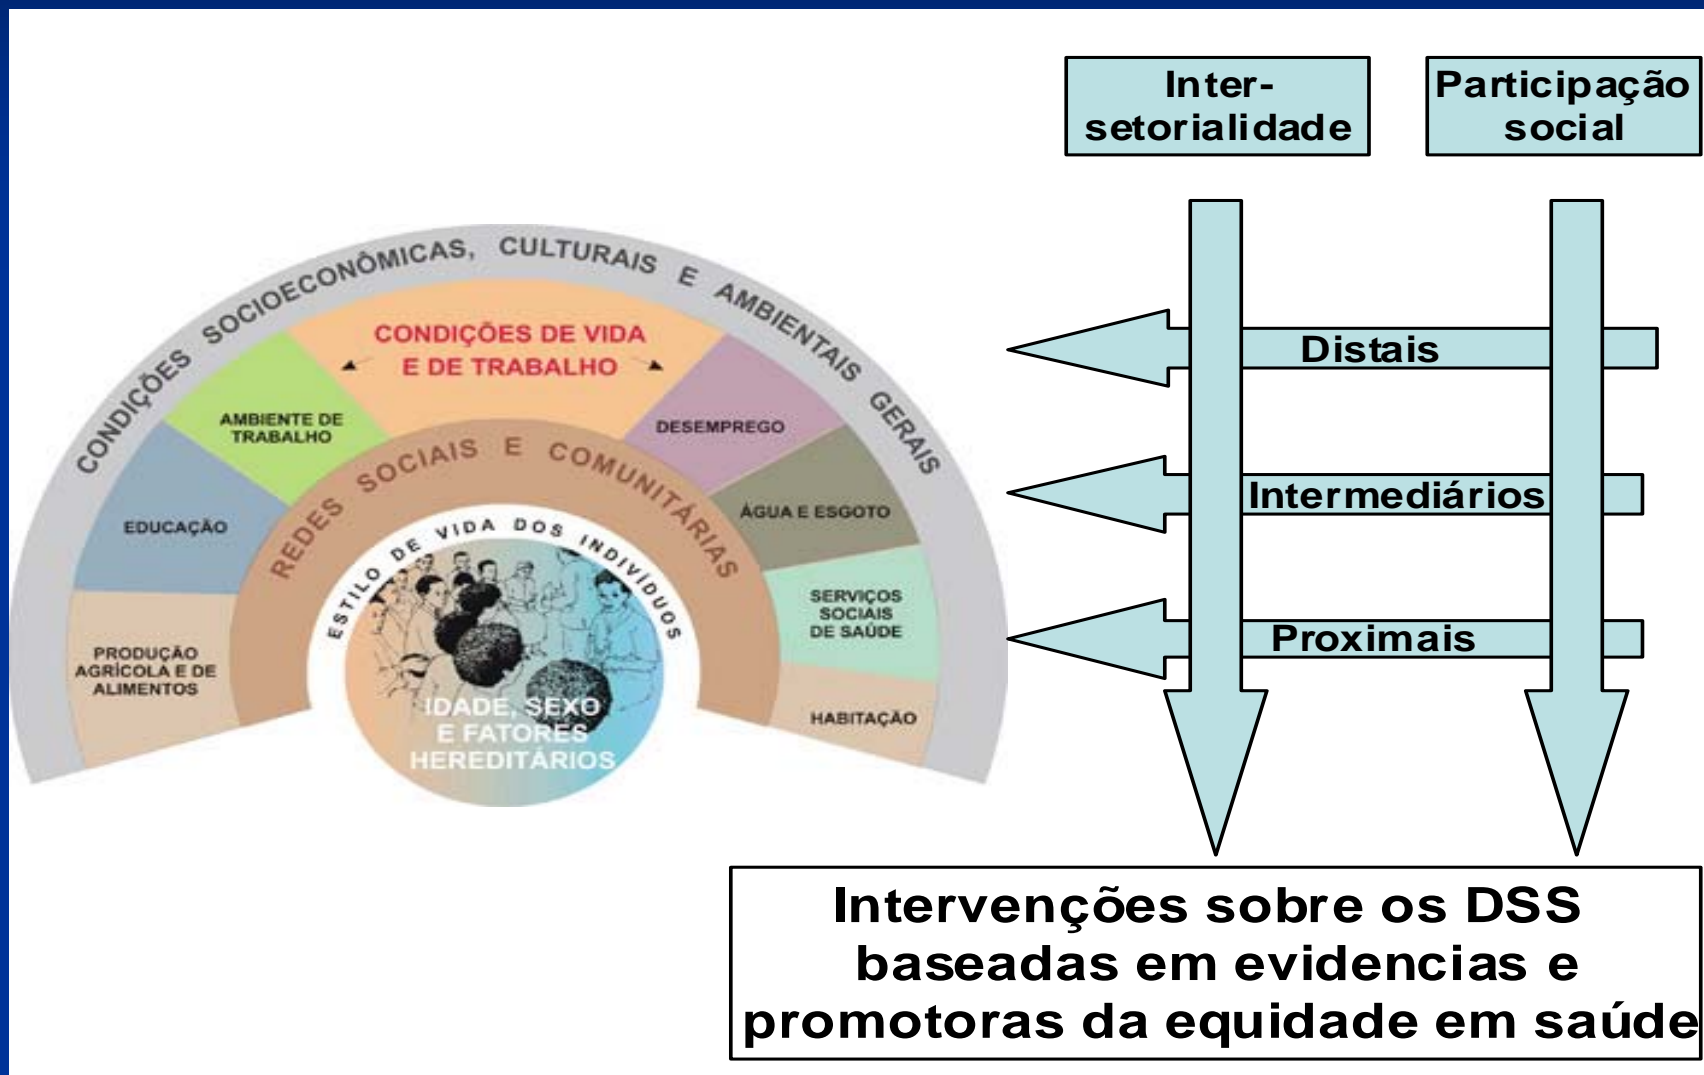 Inter-
setorialidade
Participação
social
CONDIÇÕES SOCIOECONÔMICAS, CULTURAIS E AMBIENTAIS GERAIS
CONDIÇÕES DE VIDA
E DE TRABALHO
AMBIENTE DE
TRABALHO
DESEMPREGO
EDUCAÇÃO
ÁGUA E ESGOTO
PRODUÇÃO
AGRÍCOLA E DE
ALIMENTOS
SERVIÇOS
SOCIAIS
DE SAÚDE
HABITAÇÃO
REDES SOCIAIS E COMUNITÁRIAS
ESTILO DE VIDA DOS INDIVÍDUOS
IDADE, SEXO
E FATORES
HEREDITÁRIOS
Distais
Intermediários
Proximais
Intervenções sobre os DSS
baseadas em evidencias e
promotoras da equidade em saúde